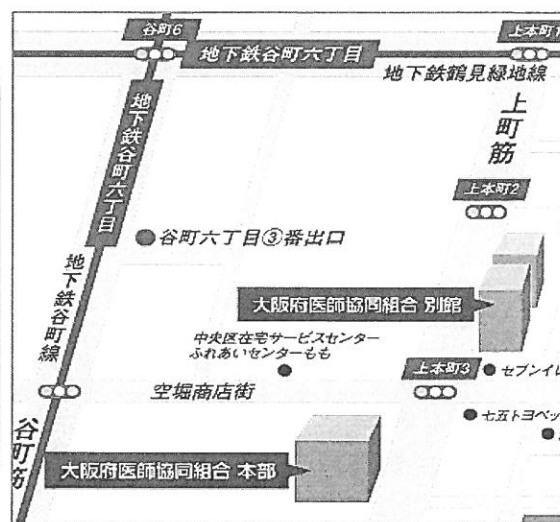 谷町6
地下鉄谷町六丁目
上本町1
地下鉄鶴見緑地線
上町筋
地下鉄谷町六丁目
上本町2
谷町六丁目③番出口
地下鉄谷町線
大阪府医師協同組合 別館
中央区在宅サービスセンター
ふれあいセンターもも
上本町3
セブンイレ
空堀商店街
七五トヨペッ
谷町筋
大阪府医師協同組合 本部